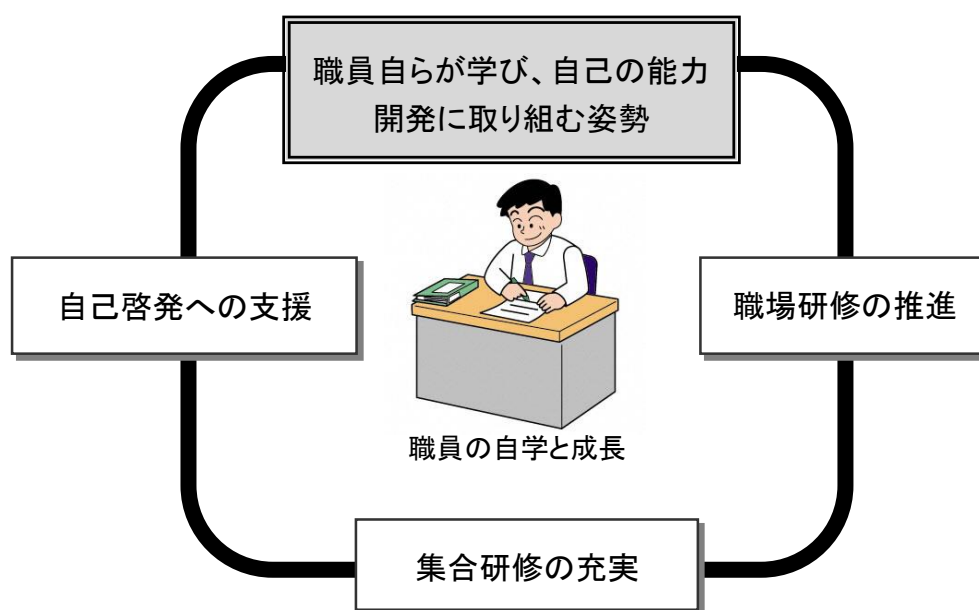 職員自らが学び、自己の能力
開発に取り組む姿勢
自己啓発への支援
職場研修の推進
職員の自学と成長
集合研修の充実